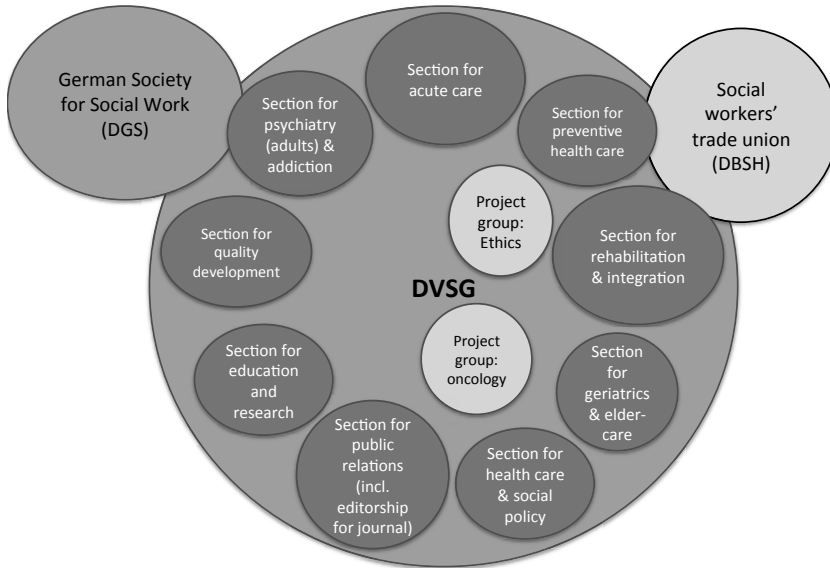 German Society
for Social Work
(DGS)
Section for
acute care
Social
workers’
trade union
(DBSH)
Section for
psychiatry
(adults) &
addiction
Section for
preventive
health care
Project
group:
Ethics
Section for
quality
development
Section for
rehabilitation
& integration
DVSG
Project
group:
oncology
Section for
education
and
research
Section
for
geriatrics
& elder-
care
Section for
public
relations
(incl.
editorship
for journal)
Section for
health care
& social
policy